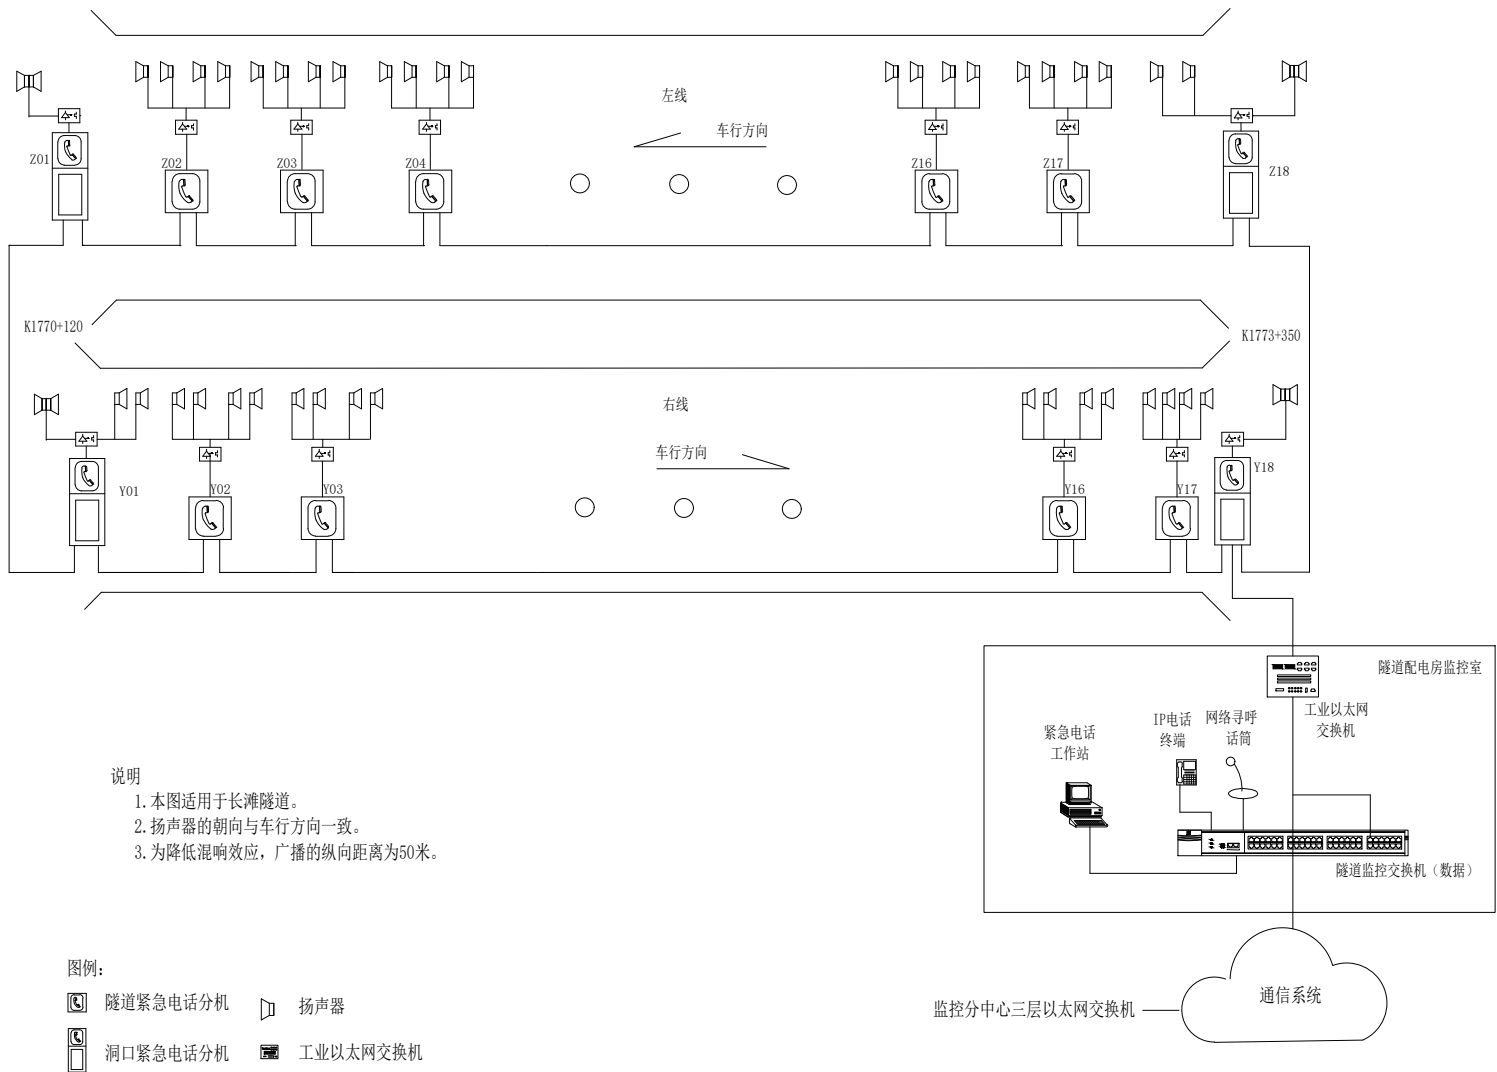 左线
车行方向
Z01
Z02
Z03
Z04
Z16
Z17
Z18
K1770+120
K1773+350
右线
车行方向
Y01
Y02
Y03
Y16
Y17
Y18
隧道配电房监控室
工业以太网
交换机
紧急电话
工作站
IP电话
终端
网络寻呼
话筒
隧道监控交换机（数据）
说明
1.本图适用于长滩隧道。
2.扬声器的朝向与车行方向一致。
3.为降低混响效应，广播的纵向距离为50米。
通信系统
监控分中心三层以太网交换机
图例：
隧道紧急电话分机
扬声器
洞口紧急电话分机
工业以太网交换机